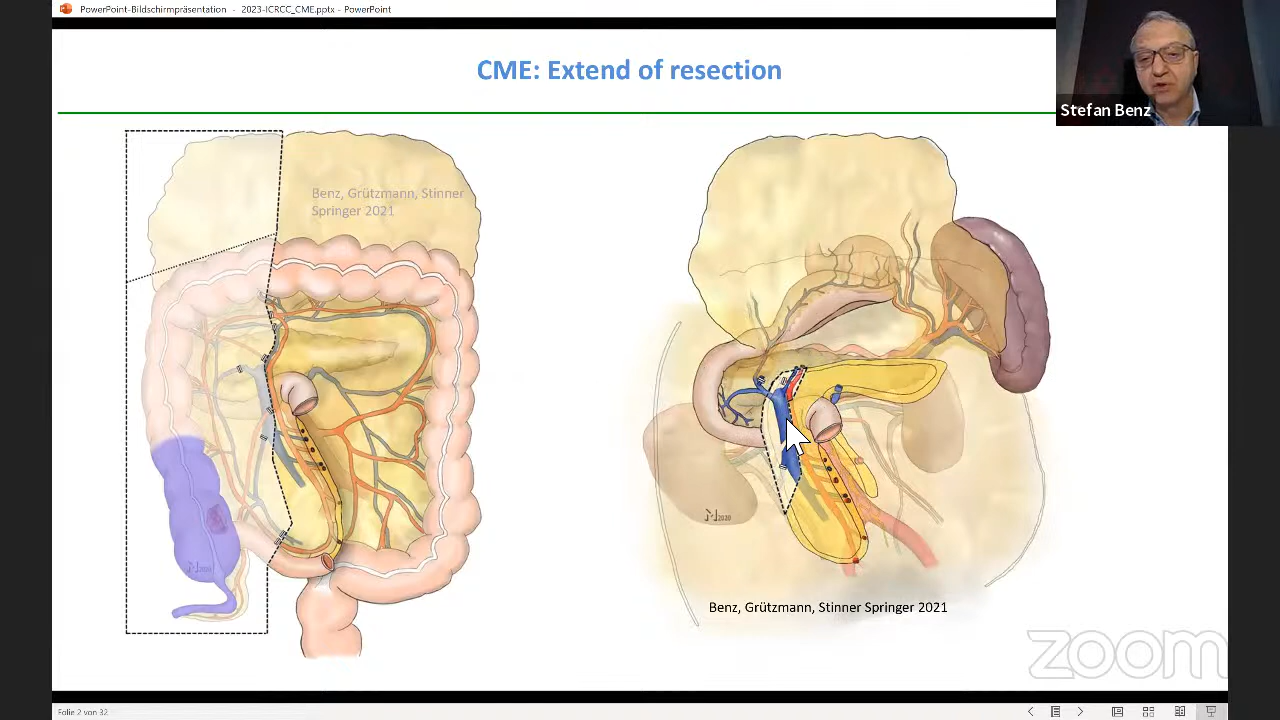 PowerPoint-Bildschirmpräsentation - 2023-ICRCC_CME.pptx - PowerPoint
CME: Extend of resection
Stefan Benz
Benz, Grützmann, Stinner
Springer 2021
Benz, Grützmann, Stinner Springer 2021
zoom
Folie 2 von 32